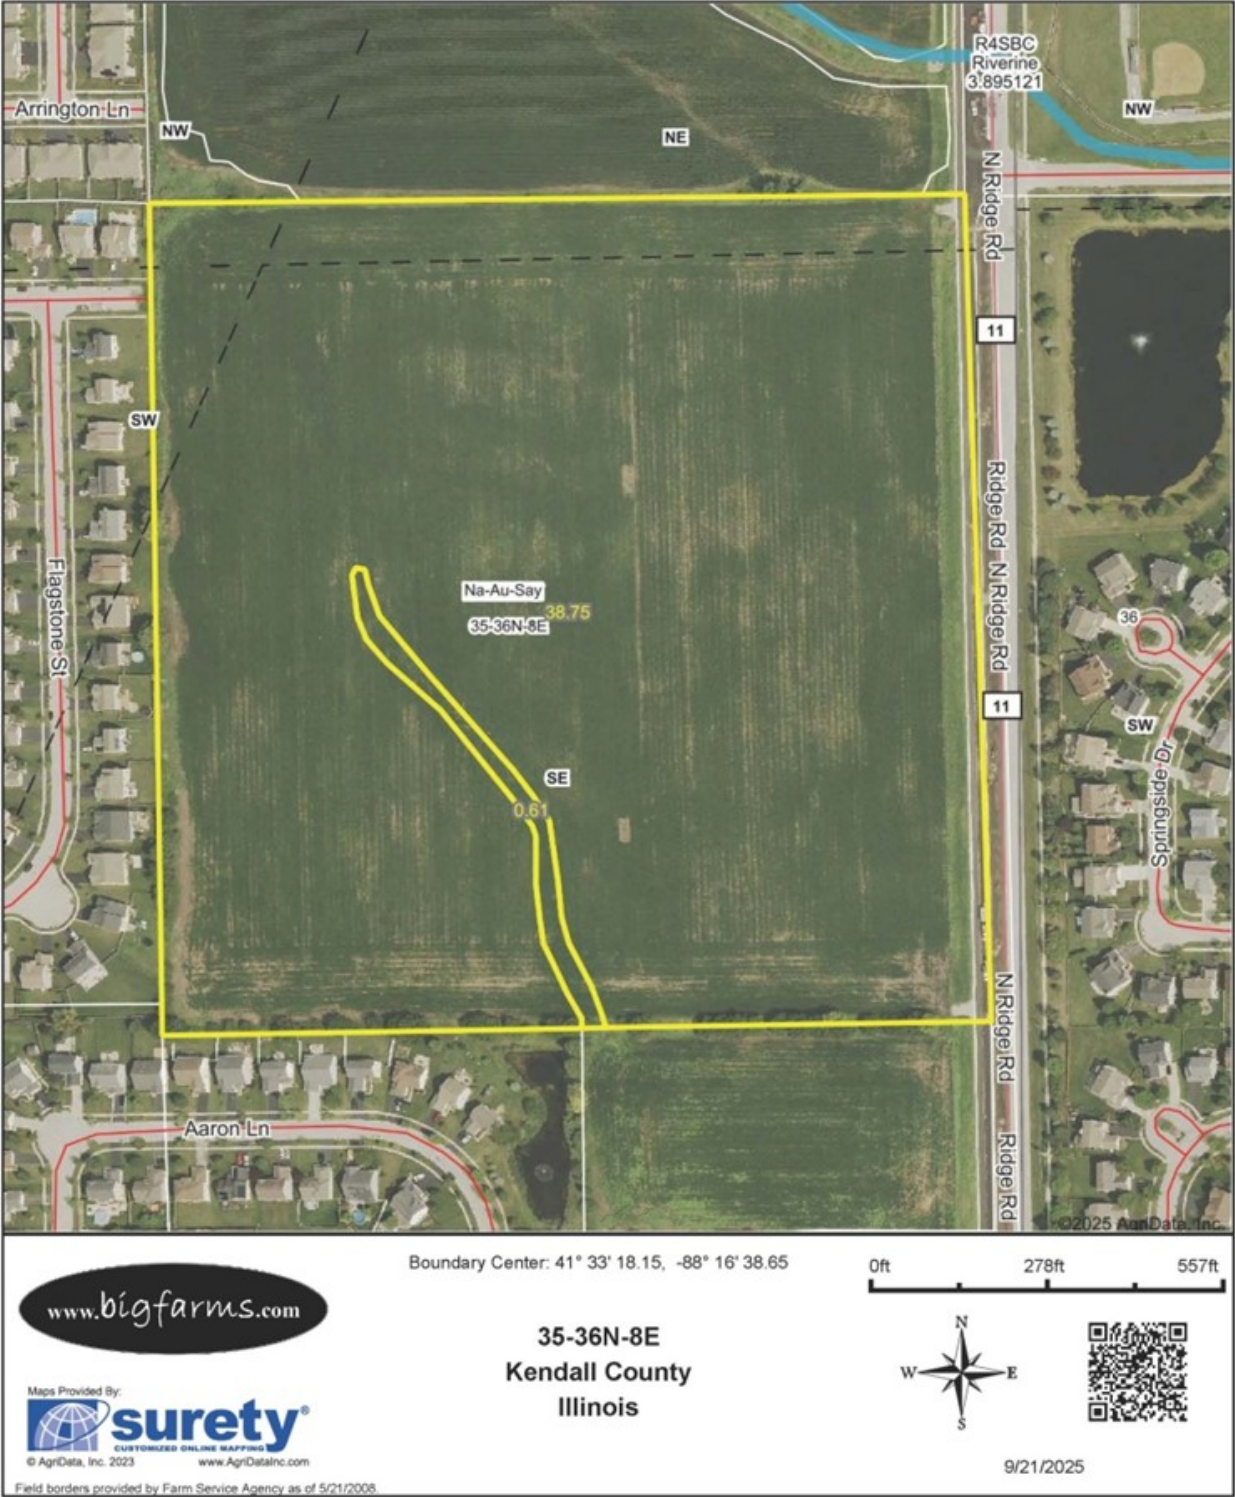 Arrington Ln
NW
NE
R4SBC
Riverine
3.895121
NW
N Ridge Rd
11
SW
Ridge Rd
N Ridge Rd
Flagstone St
Na-Au-Say
38.75
35-36N-8E
36
11
SW
Springside Dr
SE
0.61
N Ridge Rd
Aaron Ln
Ridge Rd
©2025 AgriData, Inc.
www.bigfarms.com
Boundary Center: 41° 33' 18.15, -88° 16' 38.65
0ft 278ft 557ft
35-36N-8E
Kendall County
Illinois
N
W E
S
Maps Provided By:
surety®
CUSTOMIZED ONLINE MAPPING
© AgriData, Inc. 2023 www.AgriDataInc.com
9/21/2025
Field borders provided by Farm Service Agency as of 5/21/2008.